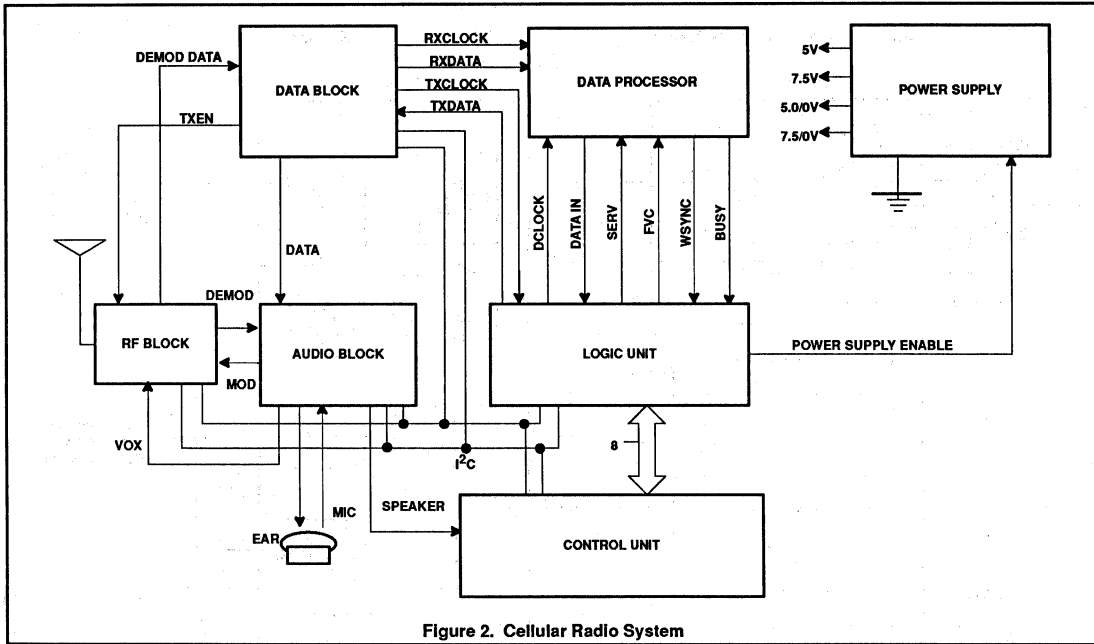 RXCLOCK
5V
DEMOD DATA
RXDATA
DATA BLOCK
DATA PROCESSOR
7.5V
POWER SUPPLY
TXCLOCK
TXDATA
5.0/0V
TXEN
7.5/0V
DCLOCK
DATA IN
SERV
FVC
WSYNC
BUSY
DATA
DEMOD
RF BLOCK
AUDIO BLOCK
LOGIC UNIT
POWER SUPPLY ENABLE
MOD
VOX
8
I²C
MIC
SPEAKER
EAR
CONTROL UNIT
Figure 2. Cellular Radio System